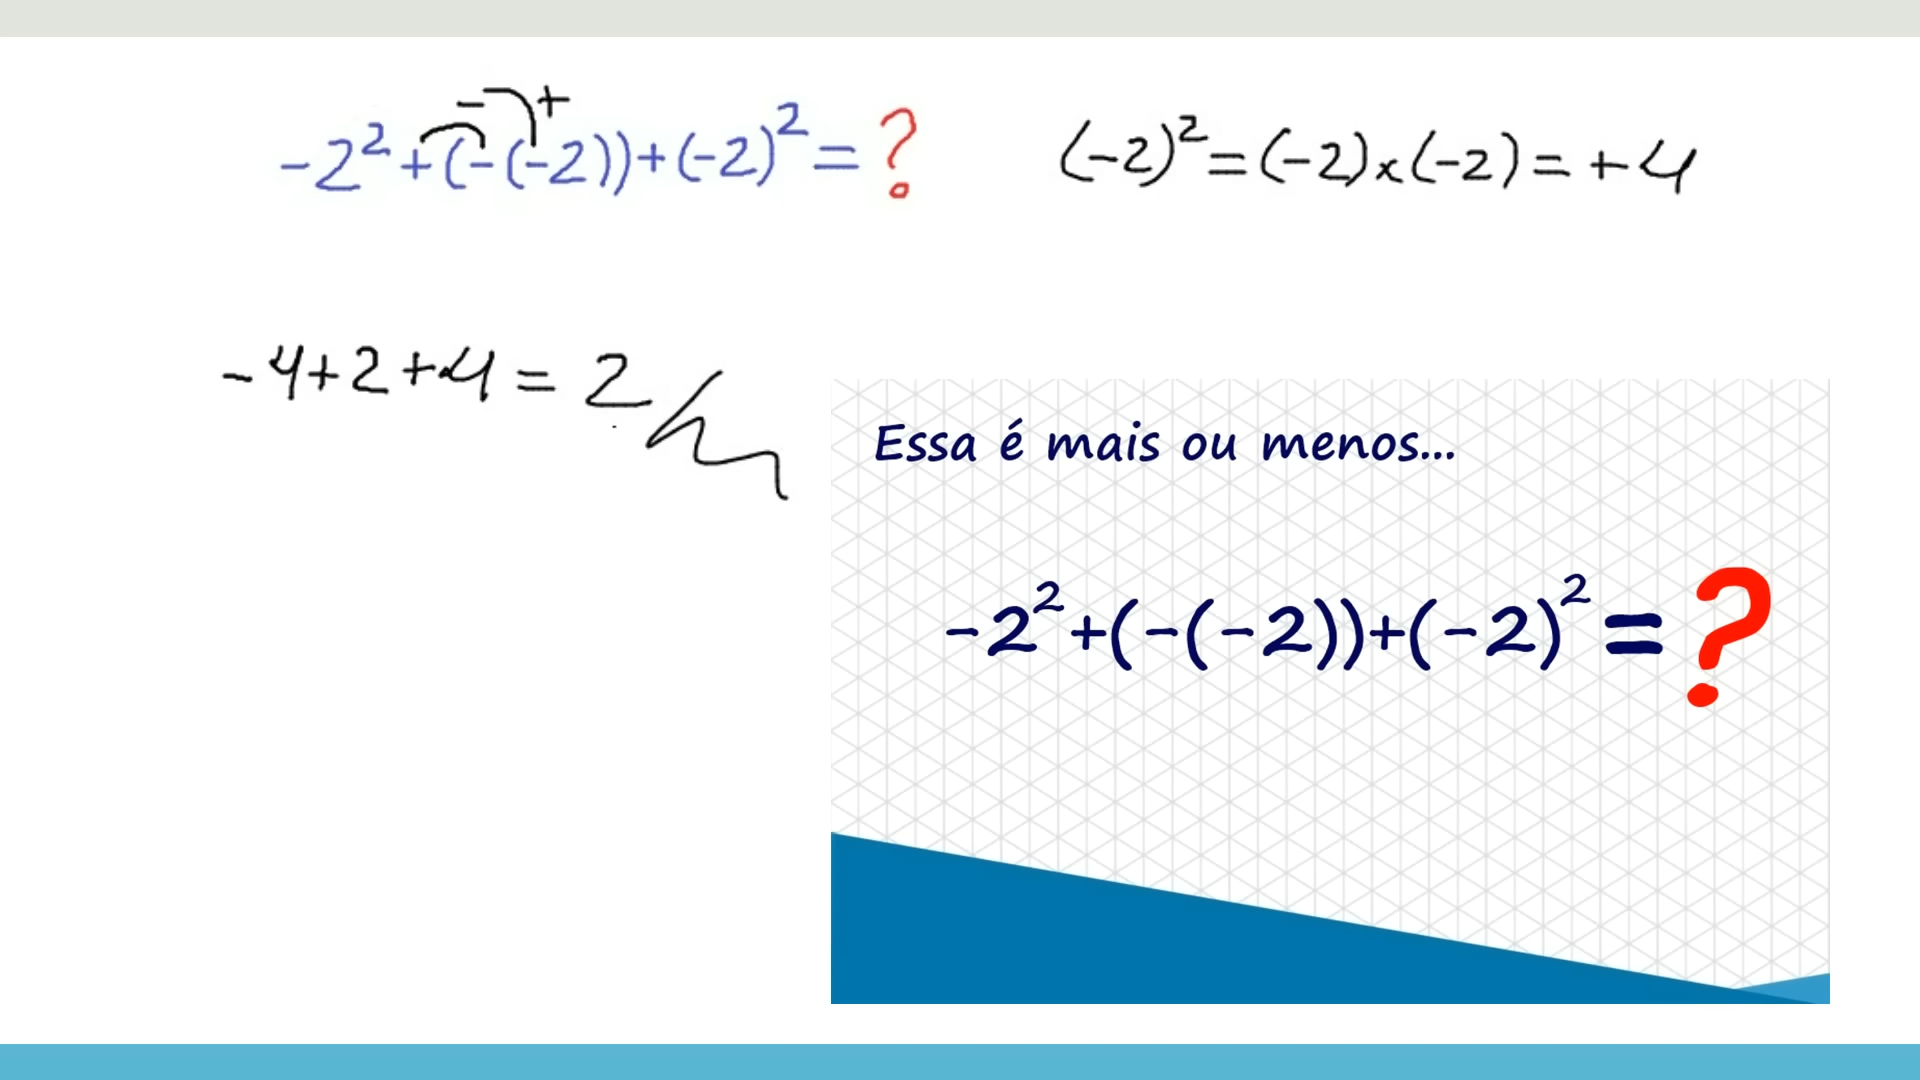 -2²+(-(-2))+(-2)²=?
- +
(-2)²=(-2)x(-2)=+4
-4+2+4=2
Essa é mais ou menos...
-2²+(-(-2))+(-2)²=?